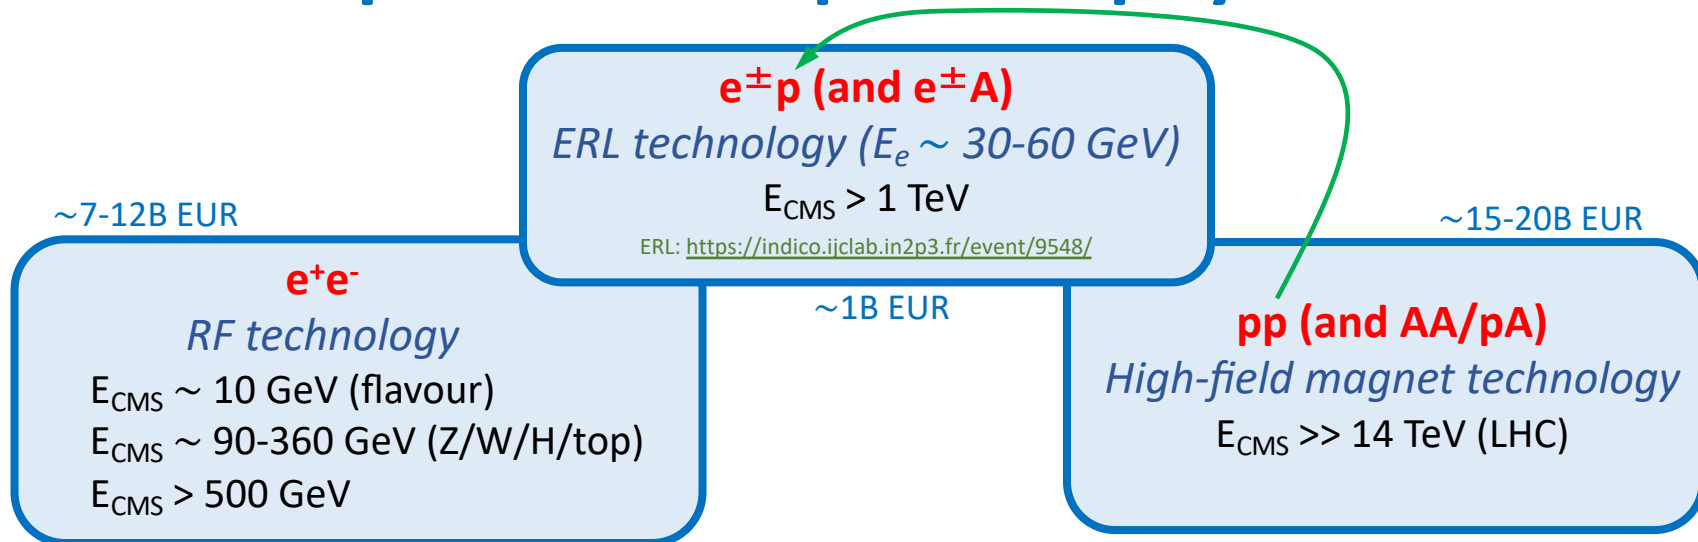 e±p (and e±A)
ERL technology (Ee ~ 30-60 GeV)
ECMS > 1 TeV
ERL: https://indico.ijclab.in2p3.fr/event/9548/
~1B EUR
~7-12B EUR
e+e-
RF technology
ECMS ~ 10 GeV (flavour)
ECMS ~ 90-360 GeV (Z/W/H/top)
ECMS > 500 GeV
~15-20B EUR
pp (and AA/pA)
High-field magnet technology
ECMS >> 14 TeV (LHC)